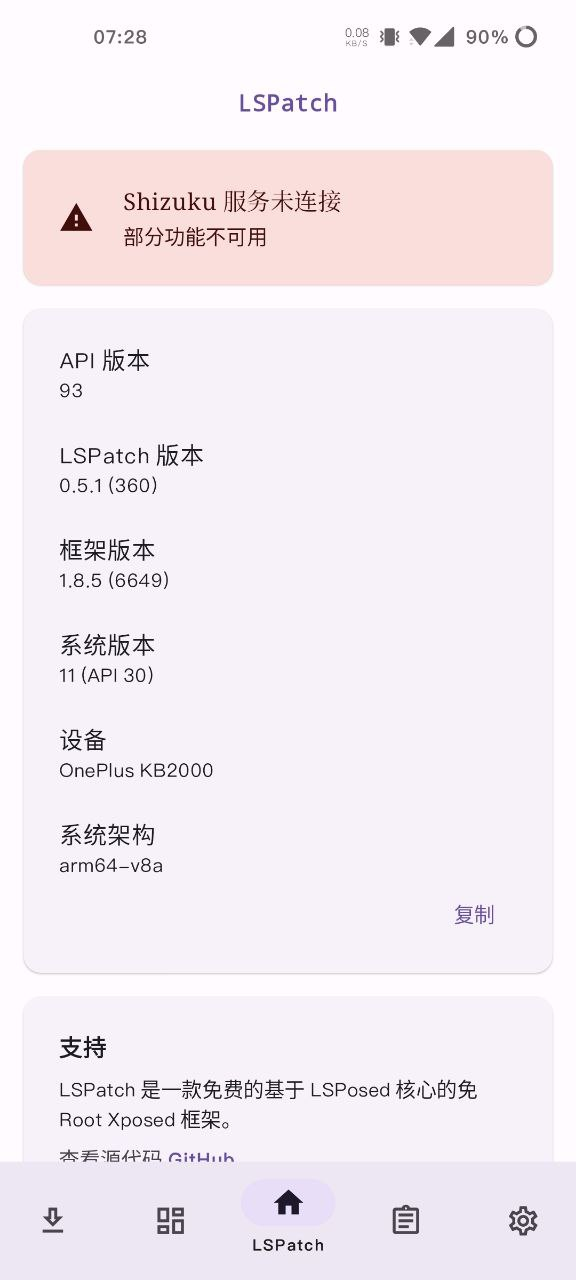 07:28
0.08
KB/S
90%
LSPatch
Shizuku 服务未连接
部分功能不可用
API 版本
93
LSPatch 版本
0.5.1 (360)
框架版本
1.8.5 (6649)
系统版本
11 (API 30)
设备
OnePlus KB2000
系统架构
arm64-v8a
复制
支持
LSPatch 是一款免费的基于 LSPosed 核心的免
Root Xposed 框架。
查看源代码 GitHub
LSPatch